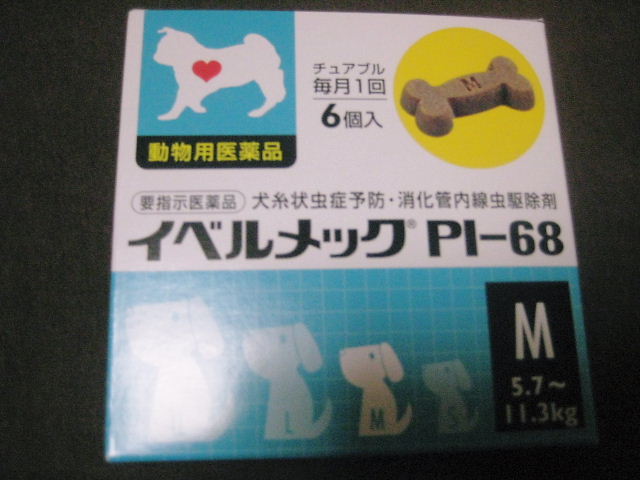 チュアブル
毎月1回
6個入
M
動物用医薬品
要指示医薬品 犬糸状虫症予防・消化管内線虫駆除剤
イベルメック® PI-68
M
5.7～
11.3kg
L
M
S